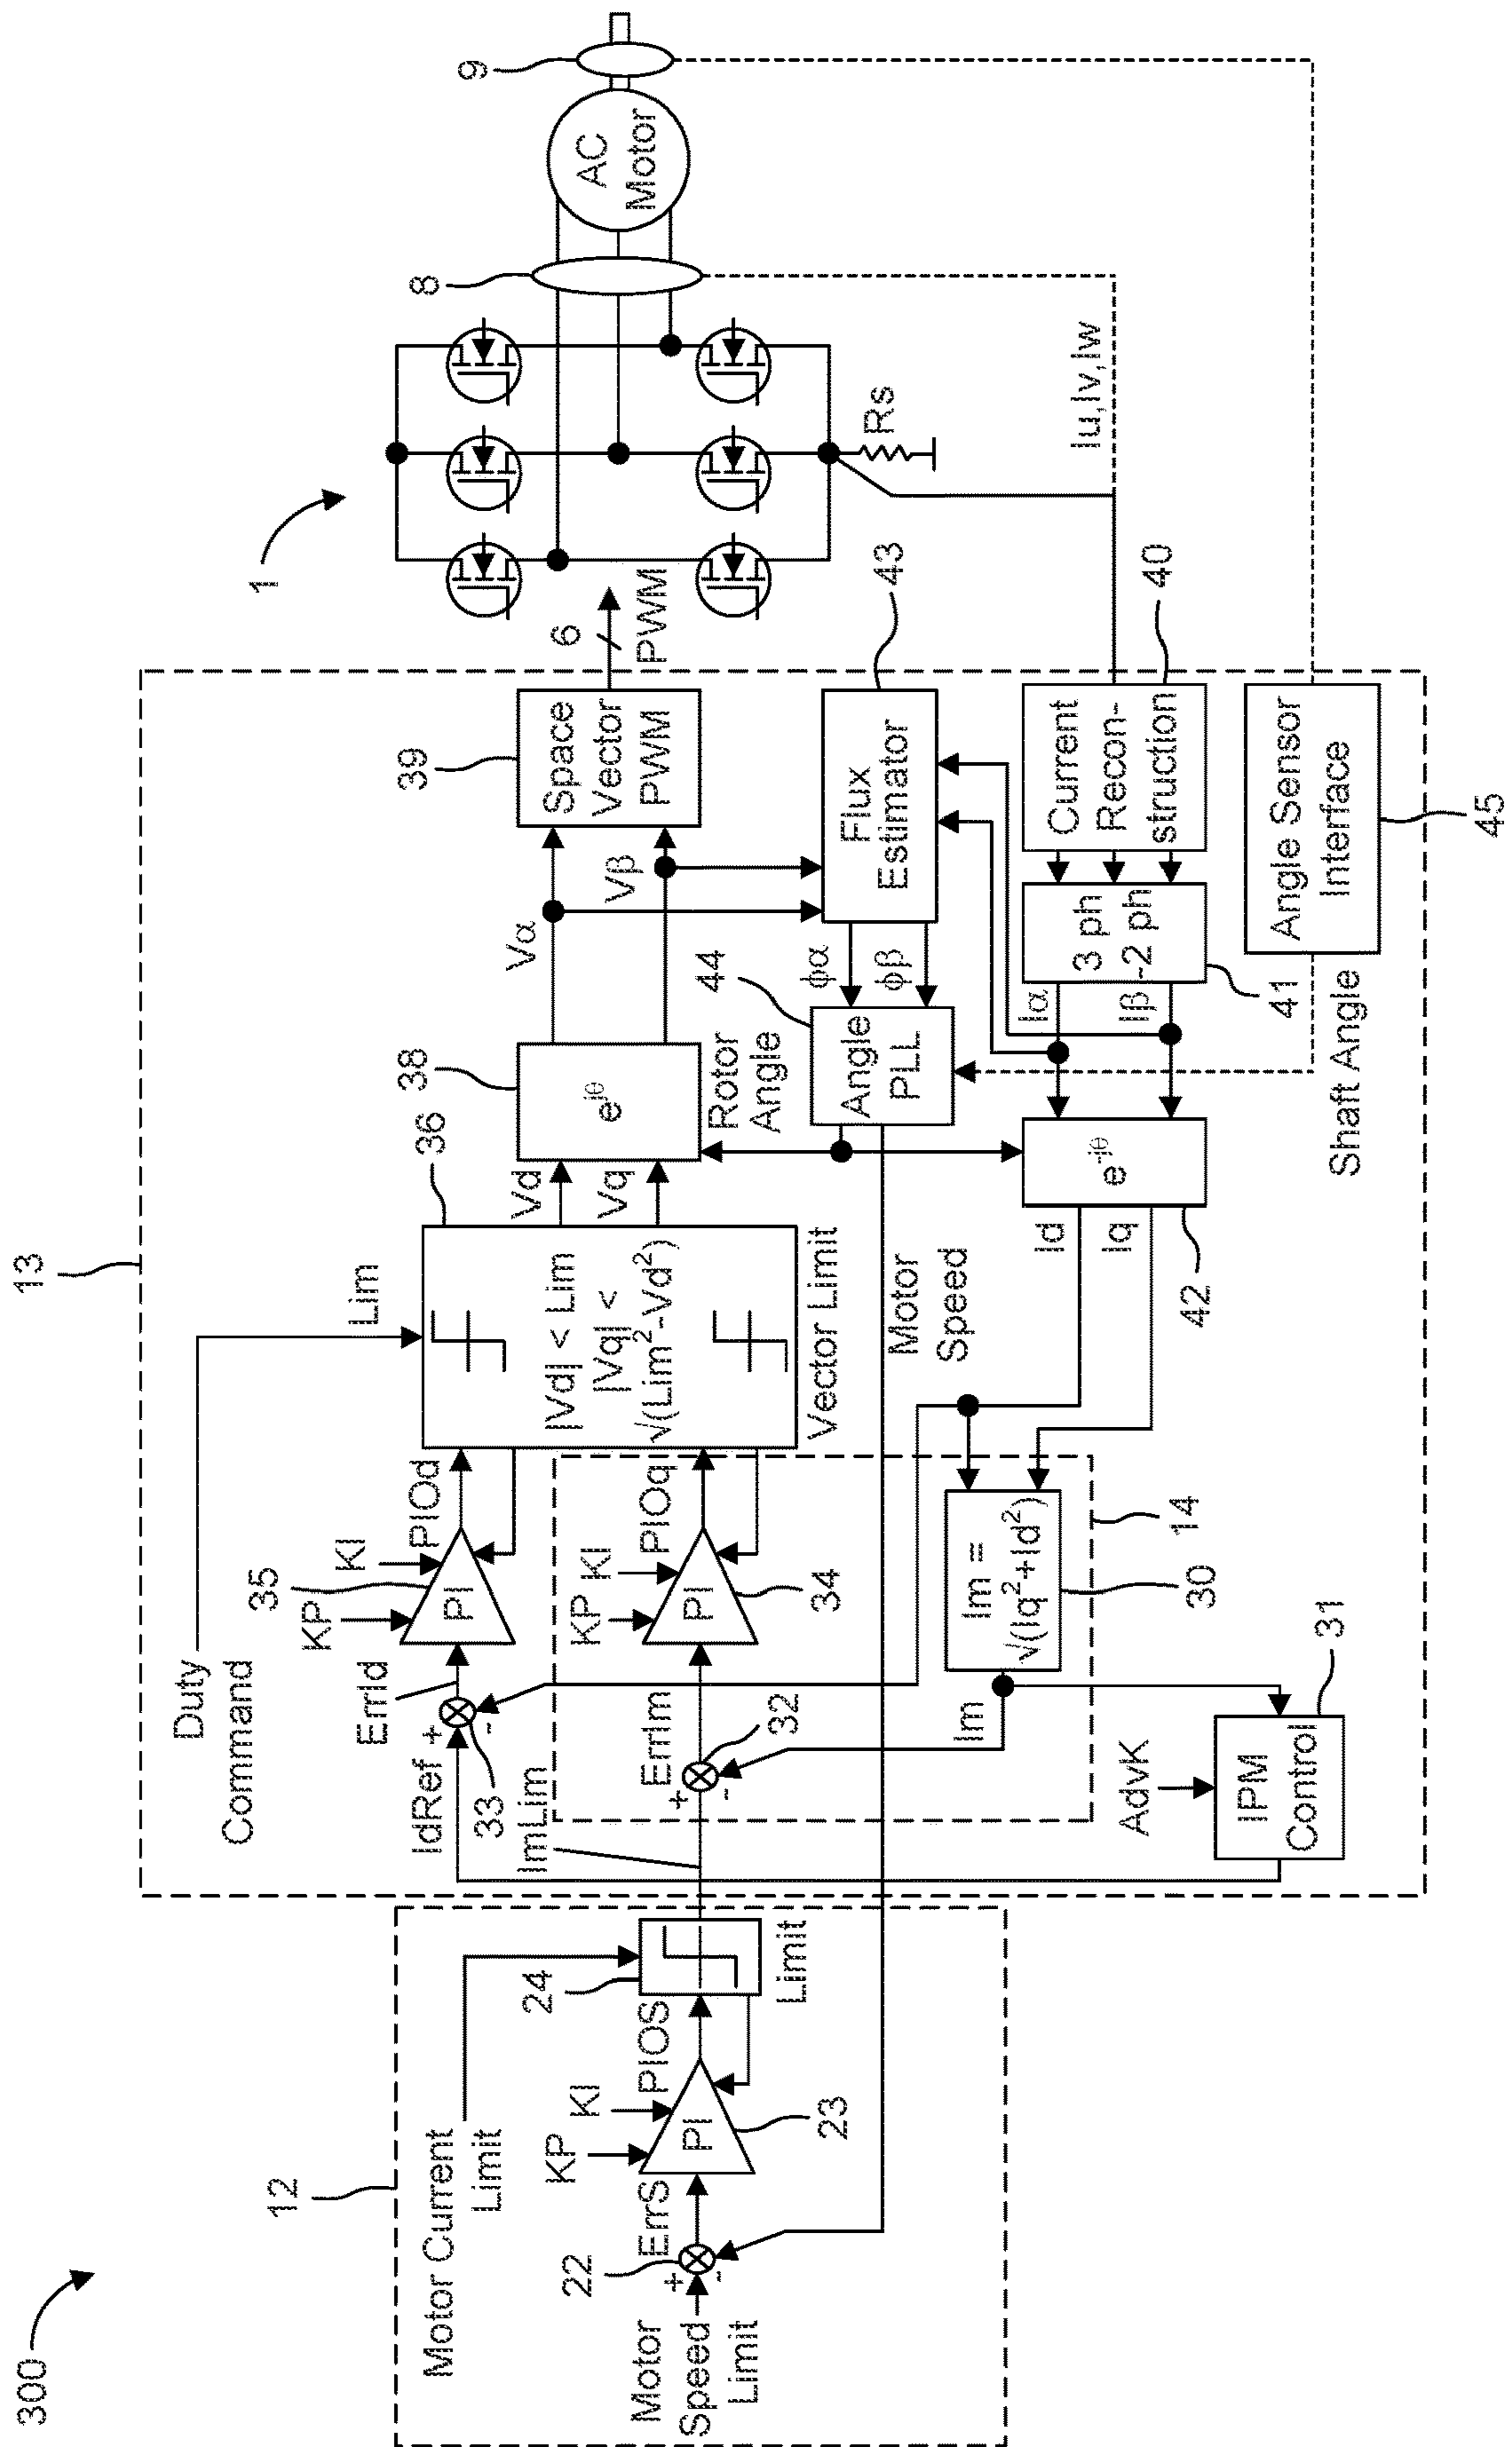 300
12
Motor Current
Limit
Motor
Speed
Limit
22
+
-
ErrS
KP
KI
PI
23
PIOS
24
Limit
13
Duty
Command
Lim
IdRef
+
-
33
ErrId
KP
KI
35
PI
PIOd
ImLim
+
-
ErrIm
32
KP
KI
PI
34
PIOq
36
|Vd| < Lim
|Vq| <
√(Lim²-Vd²)
Vector Limit
Im
Im =
√(Iq²+Id²)
30
14
AdvK
IPM
Control
31
Motor
Speed
Vd
Vq
38
e^jθ
Rotor
Angle
Vα
Vβ
39
Space
Vector
PWM
6
PWM
44
Angle
PLL
ϕα
ϕβ
Flux
Estimator
43
Id
Iq
42
e^-jθ
Iα
Iβ
3 ph
-2 ph
41
Current
Recon-
struction
40
Shaft Angle
Angle Sensor
Interface
45
1
Rs
Iu,Iv,Iw
8
AC
Motor
9